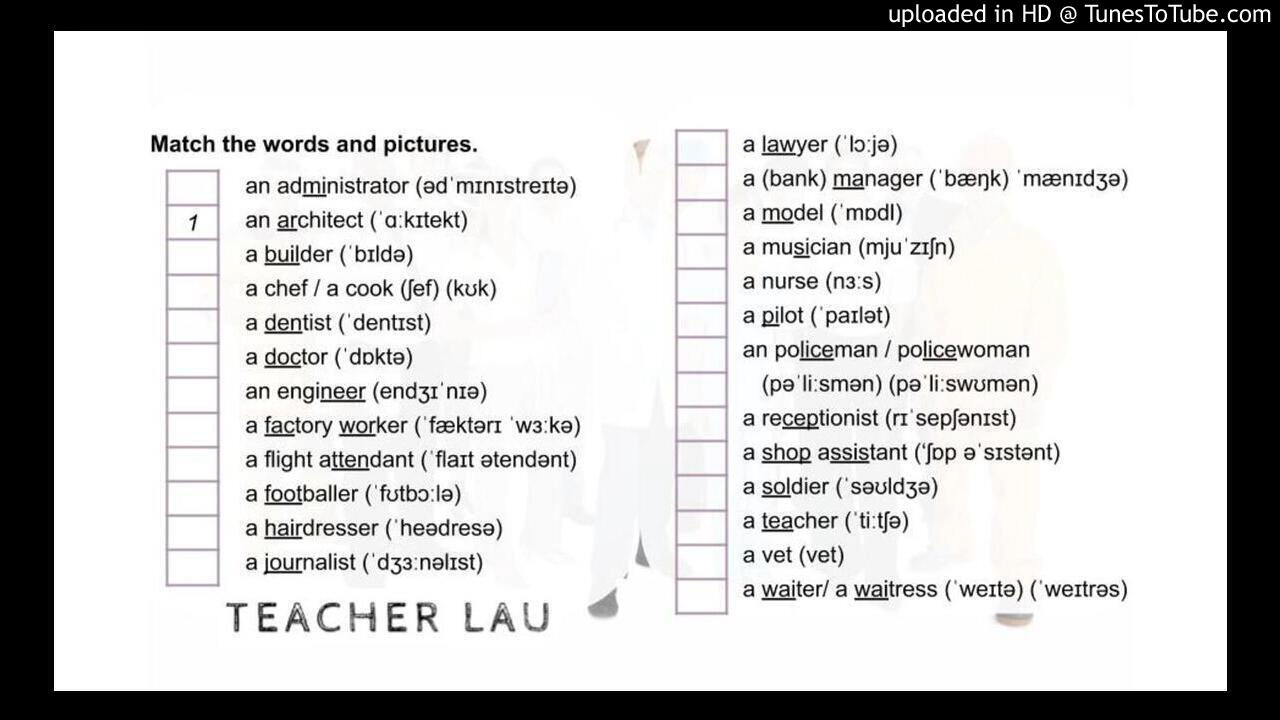 uploaded in HD @ TunesToTube.com
Match the words and pictures.
an administrator (ədˈmɪnɪstreɪtə)
1 an architect (ˈɑːkɪtekt)
a builder (ˈbɪldə)
a chef / a cook (ʃef) (kʊk)
a dentist (ˈdentɪst)
a doctor (ˈdɒktə)
an engineer (endʒɪˈnɪə)
a factory worker (ˈfæktərɪ ˈwɜːkə)
a flight attendant (ˈflaɪt ətendənt)
a footballer (ˈfʊtbɔːlə)
a hairdresser (ˈheədresə)
a journalist (ˈdʒɜːnəlɪst)
TEACHER LAU
a lawyer (ˈlɔːjə)
a (bank) manager (ˈbæŋk) ˈmænɪdʒə)
a model (ˈmɒdl)
a musician (mjuˈzɪʃn)
a nurse (nɜːs)
a pilot (ˈpaɪlət)
an policeman / policewoman
(pəˈliːsmən) (pəˈliːswʊmən)
a receptionist (rɪˈsepʃənɪst)
a shop assistant (ˈʃɒp əˈsɪstənt)
a soldier (ˈsəʊldʒə)
a teacher (ˈtiːtʃə)
a vet (vet)
a waiter/ a waitress (ˈweɪtə) (ˈweɪtrəs)